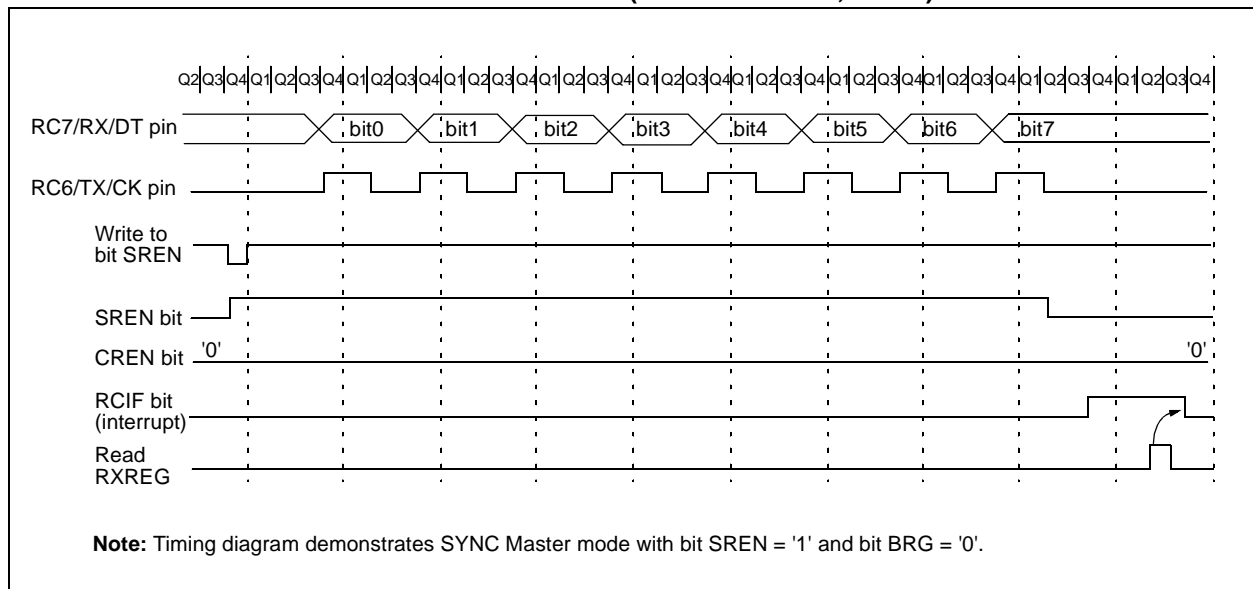 Q2 Q3 Q4 Q1 Q2 Q3 Q4 Q1 Q2 Q3 Q4 Q1 Q2 Q3 Q4 Q1 Q2 Q3 Q4 Q1 Q2 Q3 Q4 Q1 Q2 Q3 Q4 Q1 Q2 Q3 Q4 Q1 Q2 Q3 Q4 Q1 Q2 Q3 Q4 Q1 Q2 Q3 Q4
RC7/RX/DT pin bit0 bit1 bit2 bit3 bit4 bit5 bit6 bit7
RC6/TX/CK pin
Write to
bit SREN
SREN bit
CREN bit '0' '0'
RCIF bit
(interrupt)
Read
RXREG
Note: Timing diagram demonstrates SYNC Master mode with bit SREN = '1' and bit BRG = '0'.